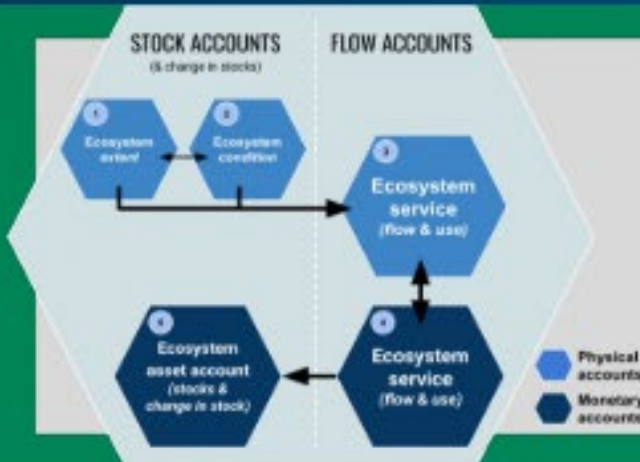 STOCK ACCOUNTS
(& change in stocks)
FLOW ACCOUNTS
1
Ecosystem
extent
2
Ecosystem
condition
3
Ecosystem
service
(flow & use)
5
Ecosystem
asset account
(stocks &
change in stock)
4
Ecosystem
service
(flow & use)
Physical
accounts
Monetary
accounts